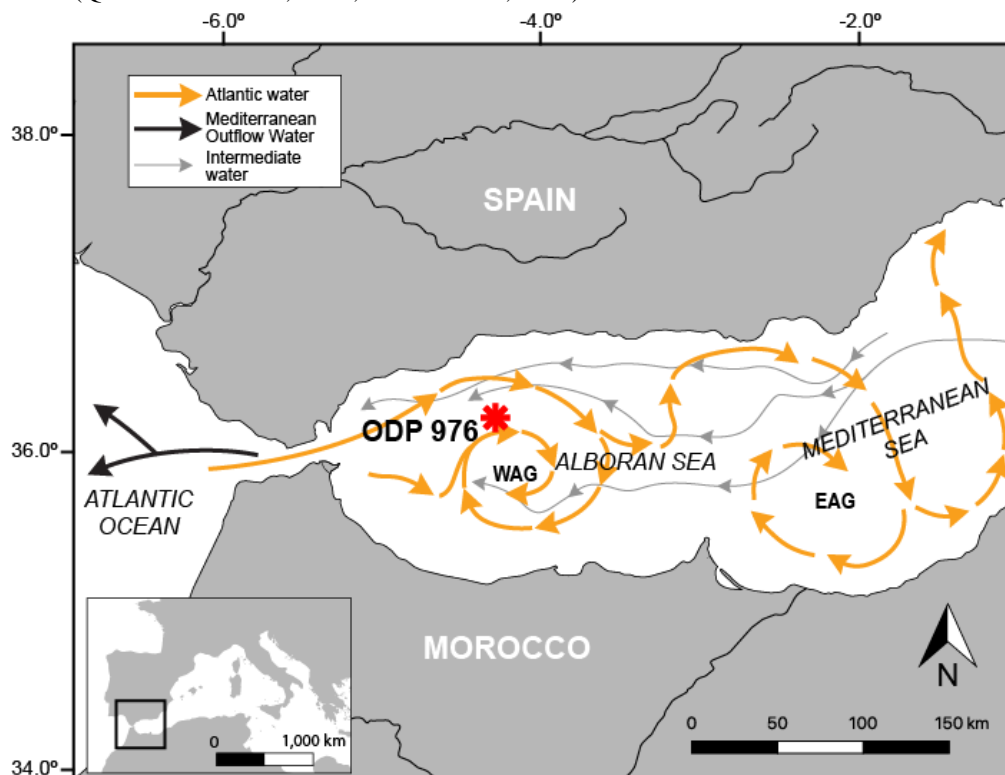 -6.0º
-4.0º
-2.0º
Atlantic water
Mediterranean
Outflow Water
Intermediate
water
38.0º
SPAIN
ODP 976
36.0º
WAG
ALBORAN SEA
MEDITERRANEAN
SEA
EAG
ATLANTIC
OCEAN
MOROCCO
N
0
1,000 km
0
50
100
150 km
34.0º